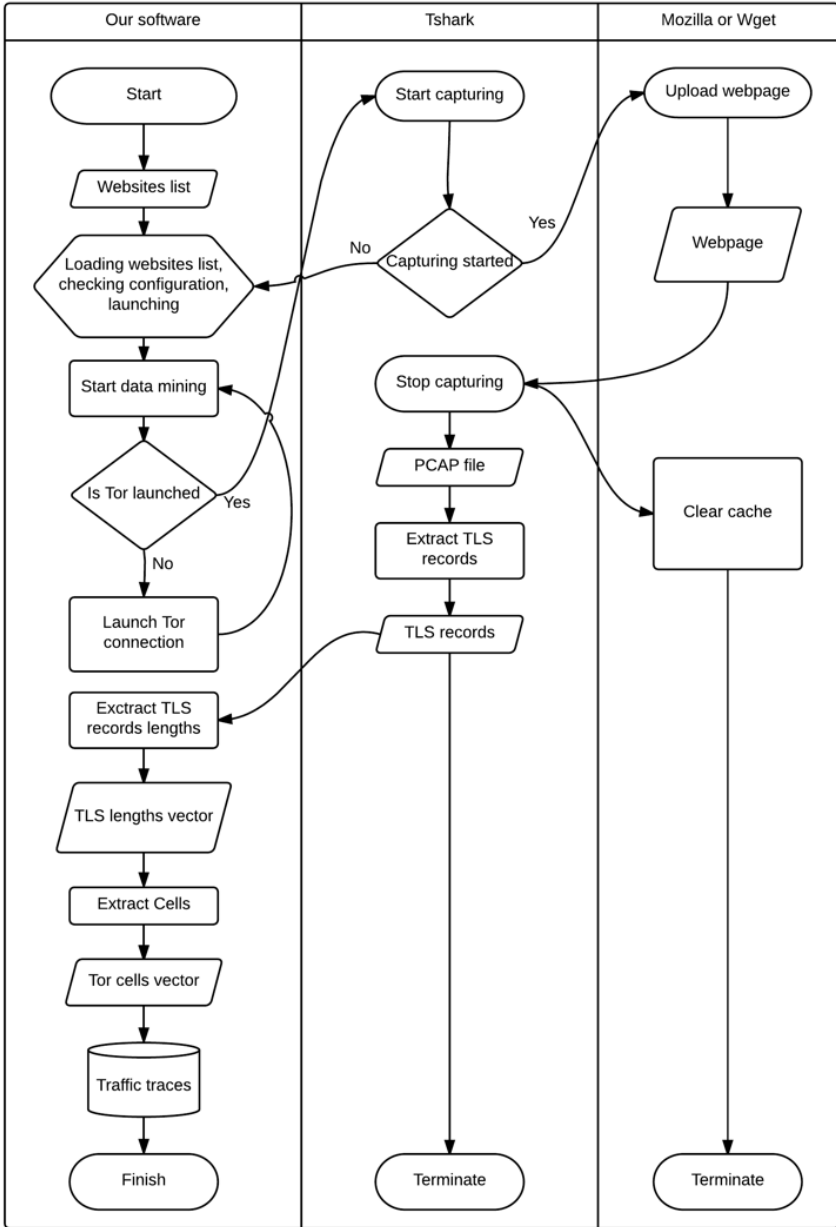 Our software
Tshark
Mozilla or Wget
Start
Start capturing
Upload webpage
Websites list
Yes
No
Webpage
Loading websites list,
checking configuration,
launching
Capturing started
Start data mining
Stop capturing
PCAP file
Is Tor launched
Yes
Clear cache
Extract TLS
records
No
Launch Tor
connection
TLS records
Exctract TLS
records lengths
TLS lengths vector
Extract Cells
Tor cells vector
Traffic traces
Finish
Terminate
Terminate